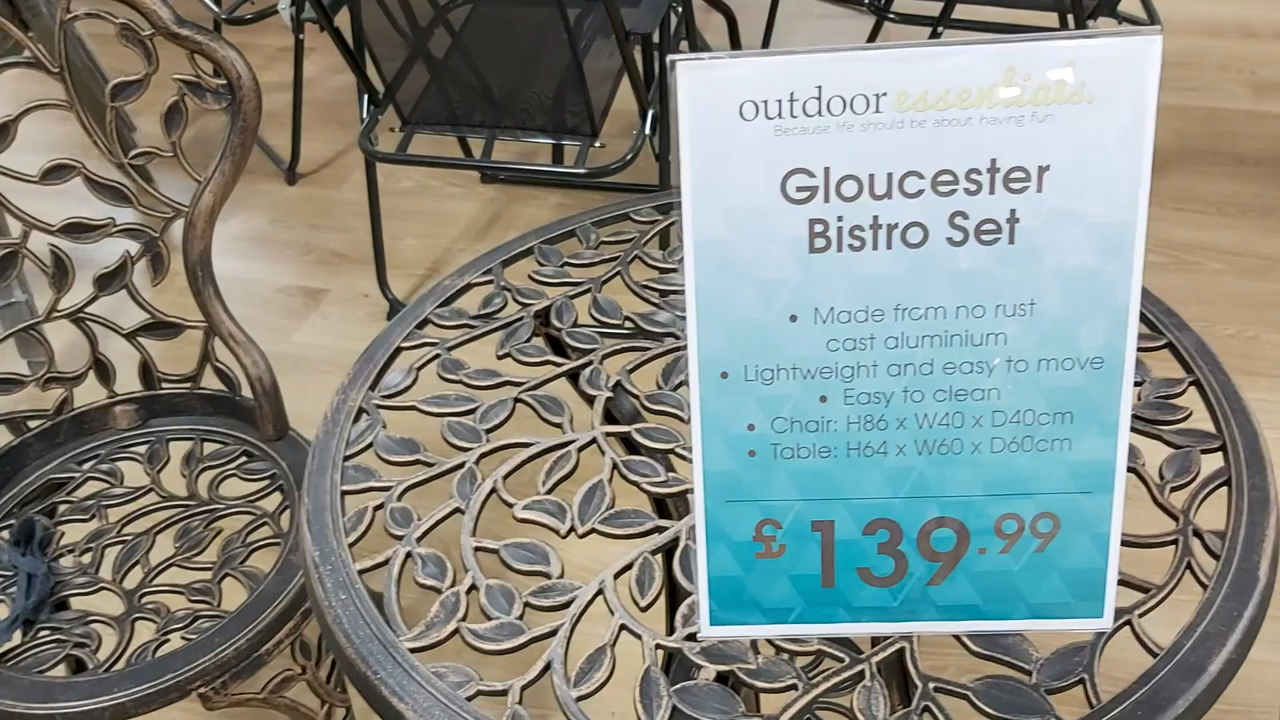 outdoor essentials.
Because life should be about having fun
Gloucester
Bistro Set
• Made from no rust
cast aluminium
• Lightweight and easy to move
• Easy to clean
• Chair: H86 x W40 x D40cm
• Table: H64 x W60 x D60cm
£139.99